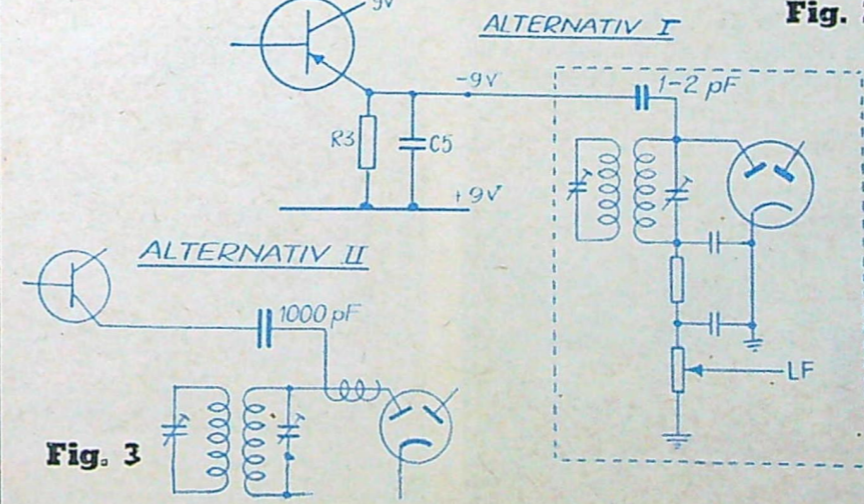 9V
ALTERNATIV I
Fig.
-9V
1-2 pF
R3
C5
+9V
ALTERNATIV II
1000 pF
LF
Fig. 3